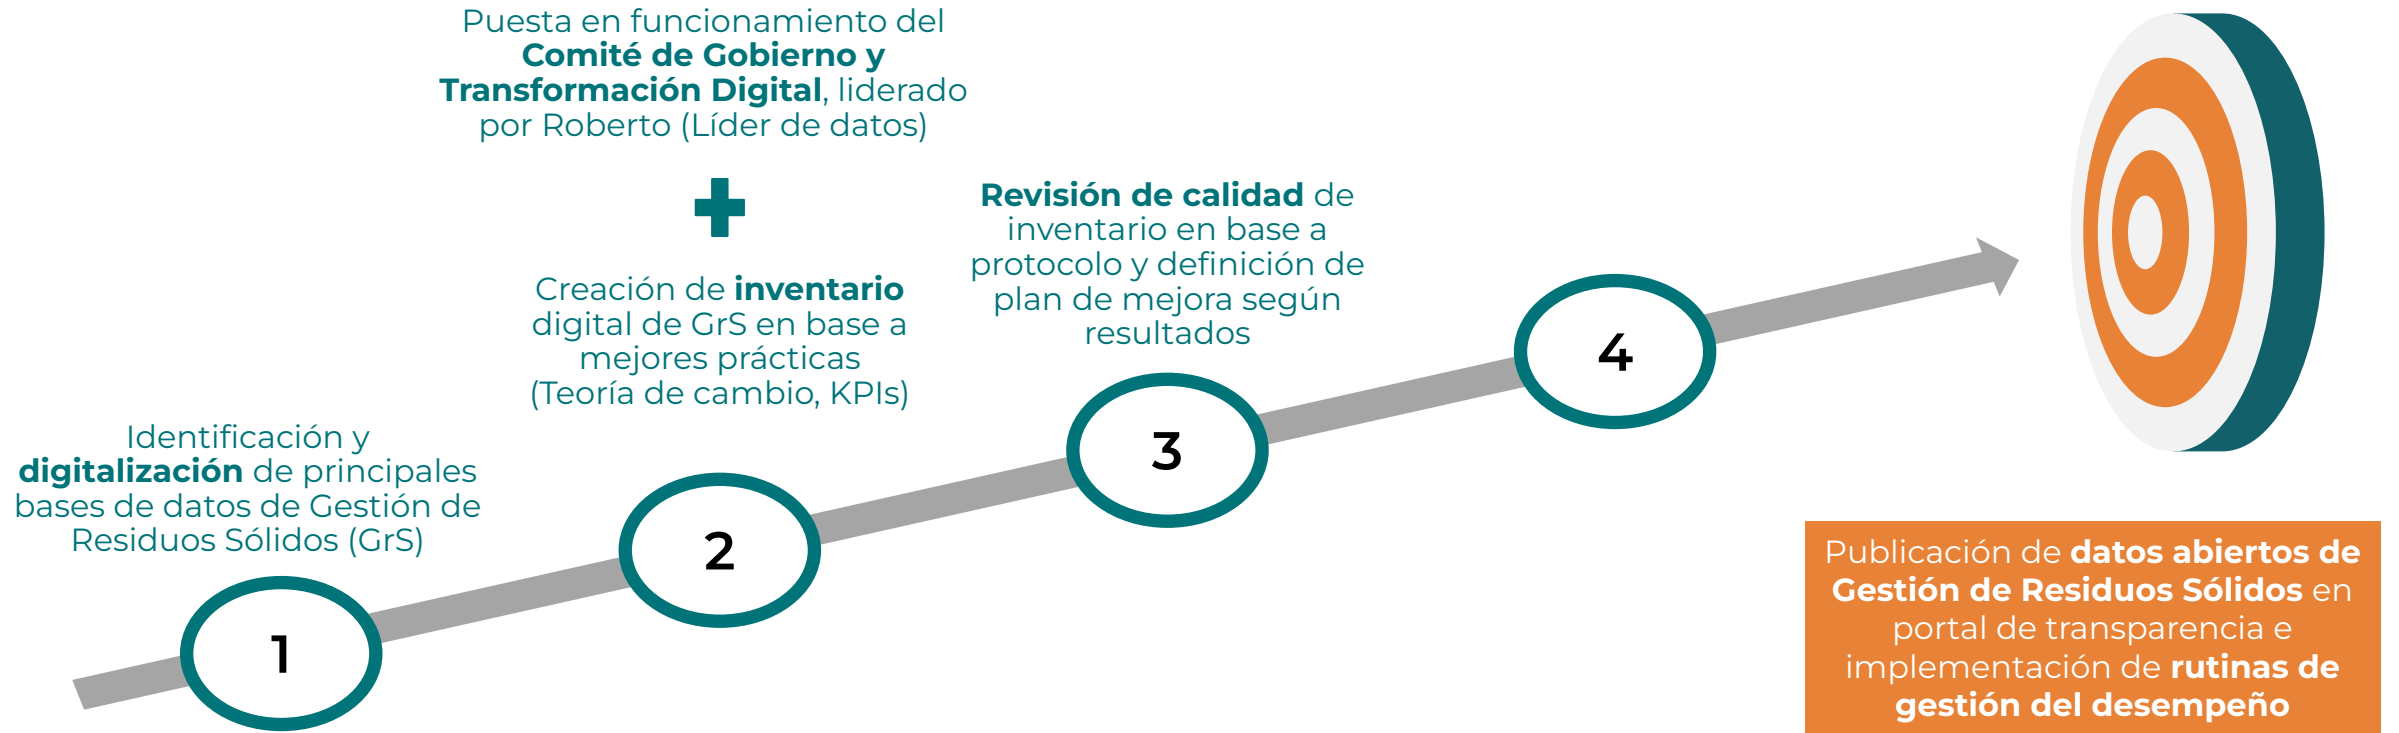 Puesta en funcionamiento del
Comité de Gobierno y
Transformación Digital, liderado
por Roberto (Líder de datos)
Creación de inventario
digital de GrS en base a
mejores prácticas
(Teoría de cambio, KPIs)
Revisión de calidad de
inventario en base a
protocolo y definición de
plan de mejora según
resultados
Identificación y
digitalización de principales
bases de datos de Gestión de
Residuos Sólidos (GrS)
1
2
3
4
Publicación de datos abiertos de
Gestión de Residuos Sólidos en
portal de transparencia e
implementación de rutinas de
gestión del desempeño